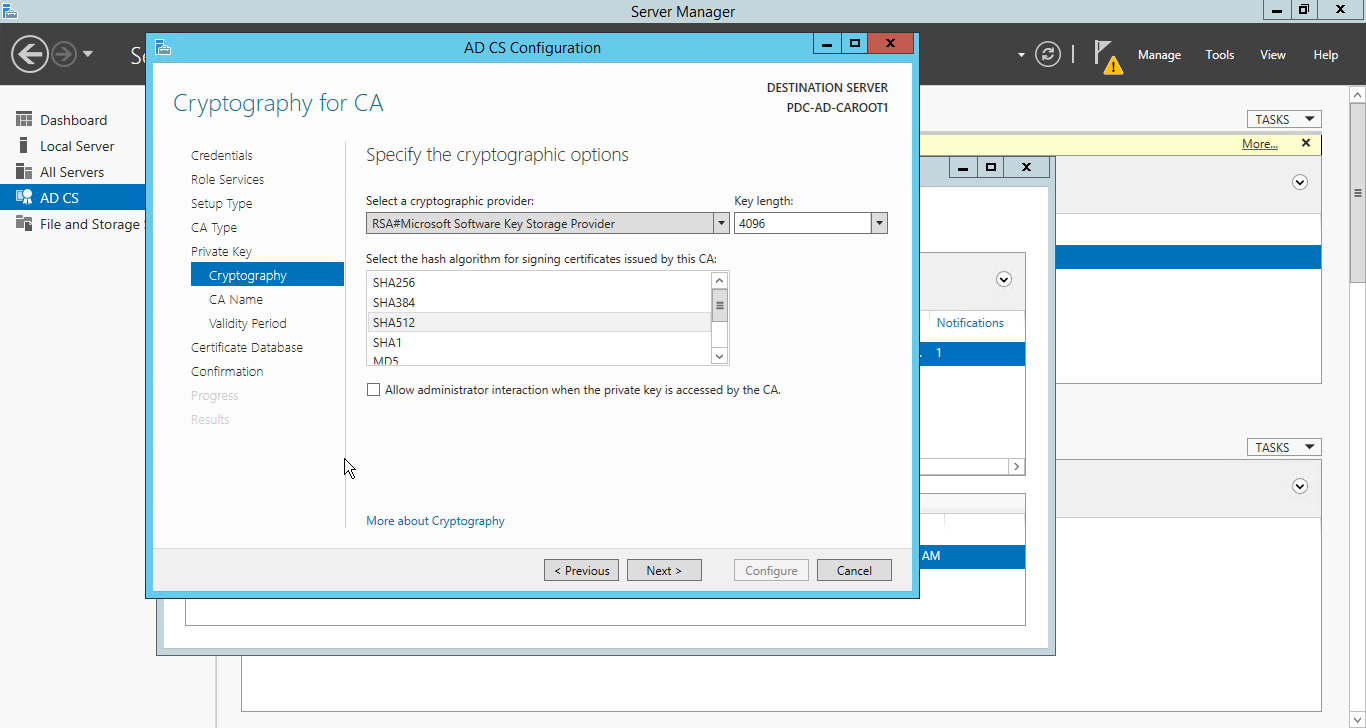 Server Manager
Manage
Tools
View
Help
Dashboard
Local Server
All Servers
AD CS
File and Storage
AD CS Configuration
Cryptography for CA
DESTINATION SERVER
PDC-AD-CAROOT1
Credentials
Role Services
Setup Type
CA Type
Private Key
Cryptography
CA Name
Validity Period
Certificate Database
Confirmation
Progress
Results
Specify the cryptographic options
Select a cryptographic provider:
Key length:
RSA#Microsoft Software Key Storage Provider
4096
Select the hash algorithm for signing certificates issued by this CA:
SHA256
SHA384
SHA512
SHA1
MD5
Allow administrator interaction when the private key is accessed by the CA.
More about Cryptography
< Previous
Next >
Configure
Cancel
TASKS
More...
Notifications
1
TASKS
AM